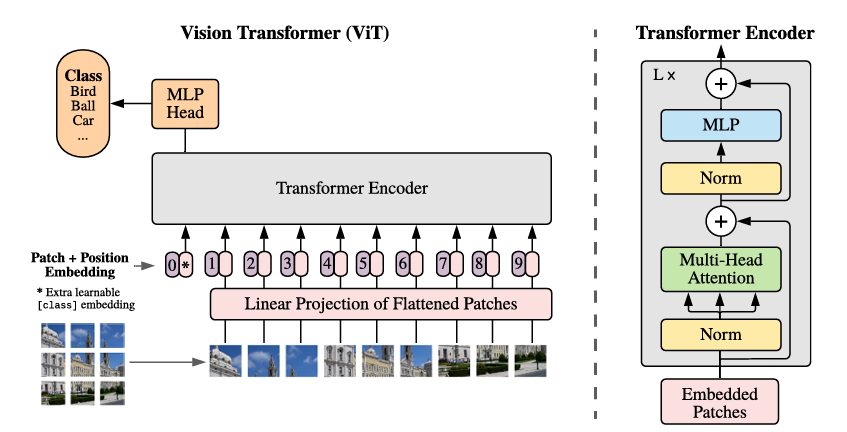 Vision Transformer (ViT)
Class
Bird
Ball
Car
...
MLP
Head
Transformer Encoder
Patch + Position
Embedding
0 * 1 2 3 4 5 6 7 8 9
* Extra learnable
[class] embedding
Linear Projection of Flattened Patches
Transformer Encoder
L x
+
MLP
Norm
+
Multi-Head
Attention
Norm
Embedded
Patches